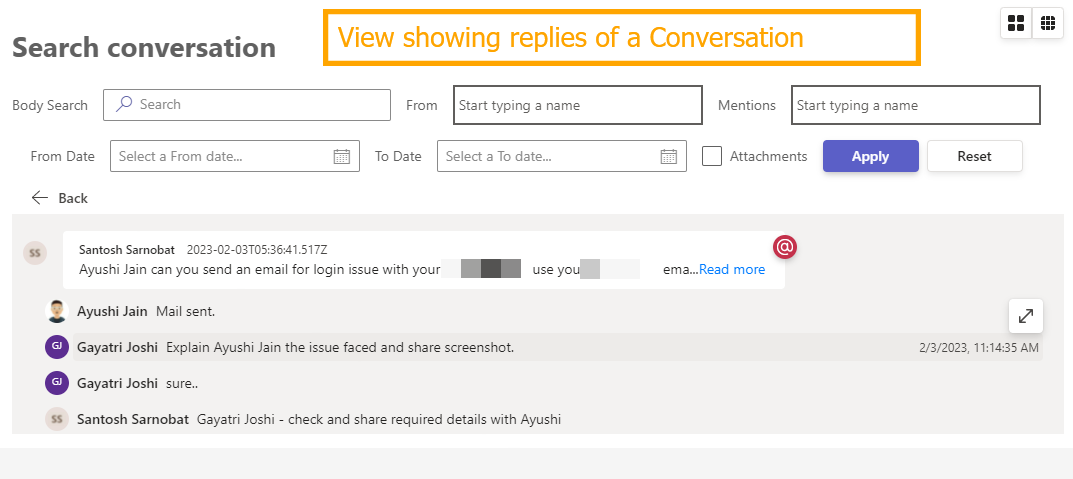 View showing replies of a Conversation
Search conversation
Body Search Search From Start typing a name Mentions Start typing a name
From Date Select a From date... To Date Select a To date... Attachments Apply Reset
Back
SS Santosh Sarnobat 2023-02-03T05:36:41.517Z @
Ayushi Jain can you send an email for login issue with your use you ema...Read more
Ayushi Jain Mail sent.
GJ Gayatri Joshi Explain Ayushi Jain the issue faced and share screenshot. 2/3/2023, 11:14:35 AM
GJ Gayatri Joshi sure..
SS Santosh Sarnobat Gayatri Joshi - check and share required details with Ayushi